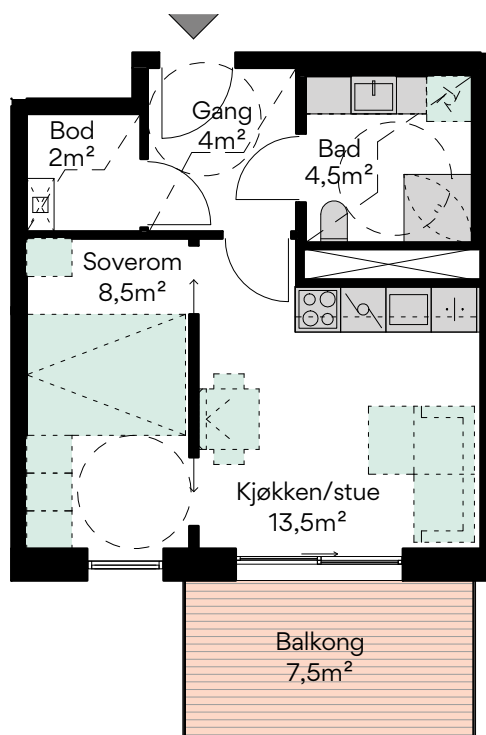 Gang
4m²
Bod
2m²
Bad
4,5m²
Soverom
8,5m²
Kjøkken/stue
13,5m²
Balkong
7,5m²